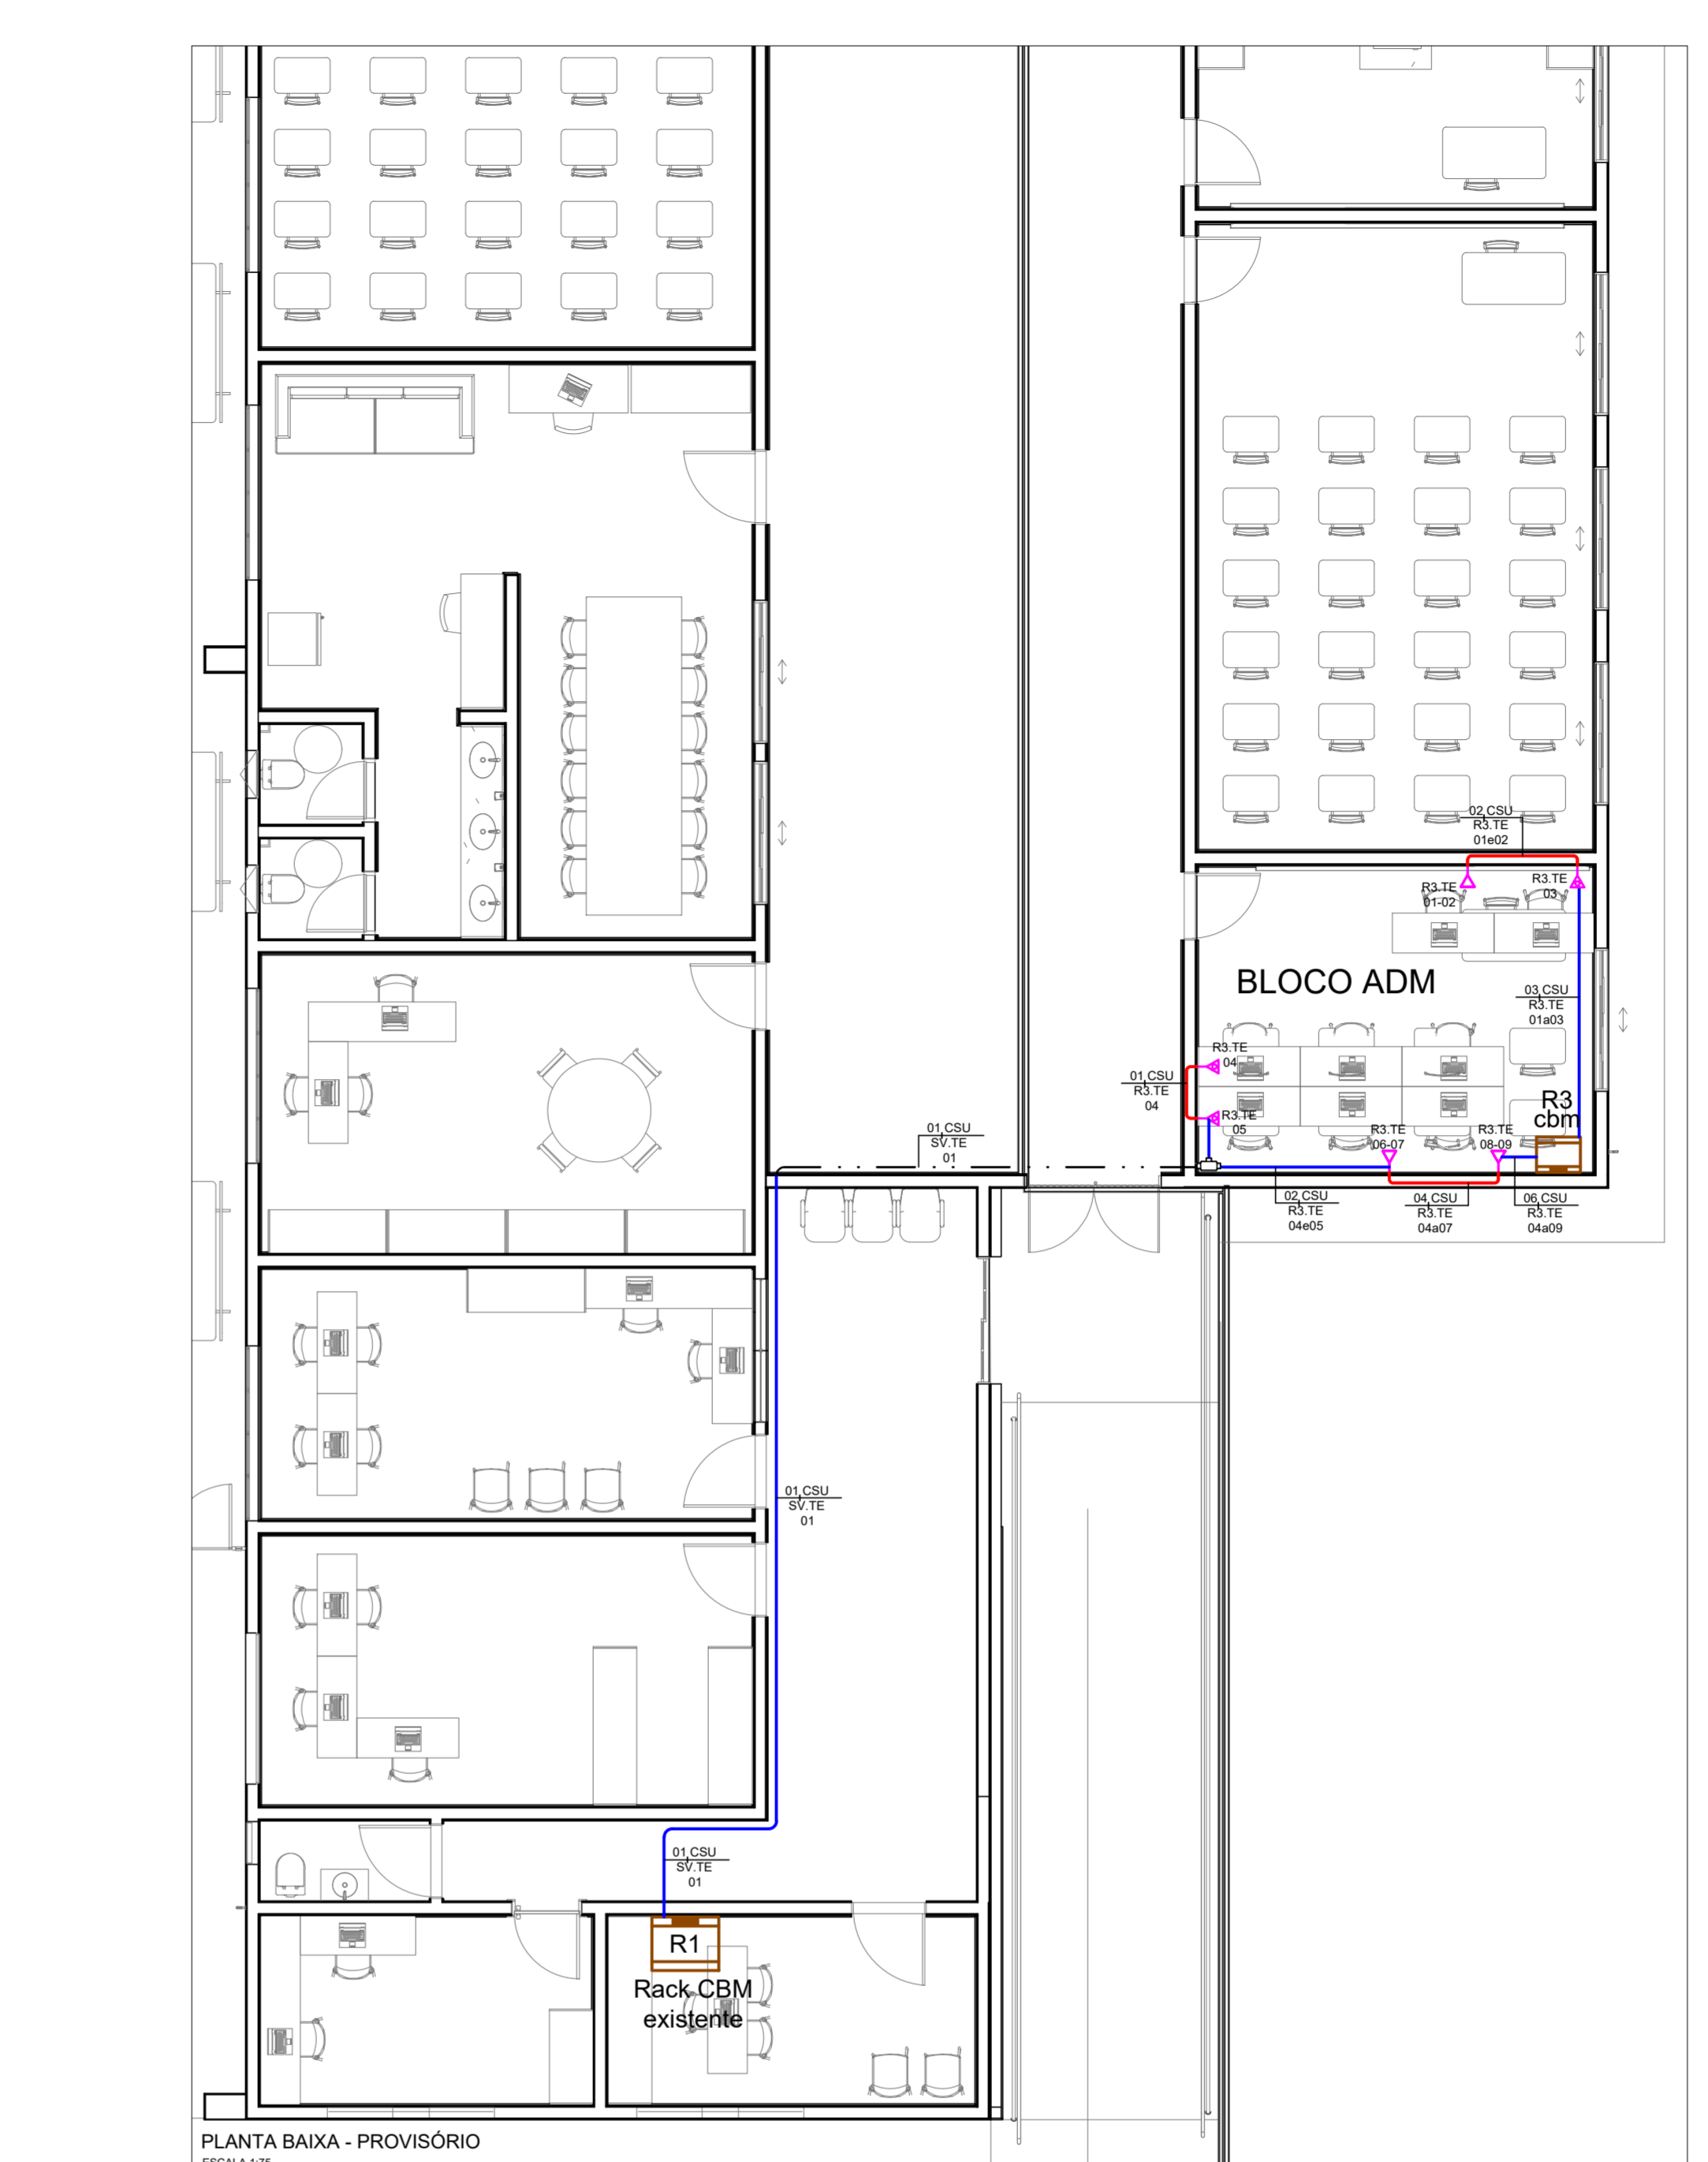 02 CSU
R3.TE
01e02
R3.TE
01-02
R3.TE
03
BLOCO ADM
03 CSU
R3.TE
01a03
R3.TE
04
01 CSU
R3.TE
04
R3.TE
05
R3
cbm
R3.TE
06-07
R3.TE
08-09
01 CSU
SV.TE
01
02 CSU
R3.TE
04e05
04 CSU
R3.TE
04a07
06 CSU
R3.TE
04a09
01 CSU
SV.TE
01
01 CSU
SV.TE
01
R1
Rack CBM
existente
PLANTA BAIXA - PROVISÓRIO
ESCALA 1:75